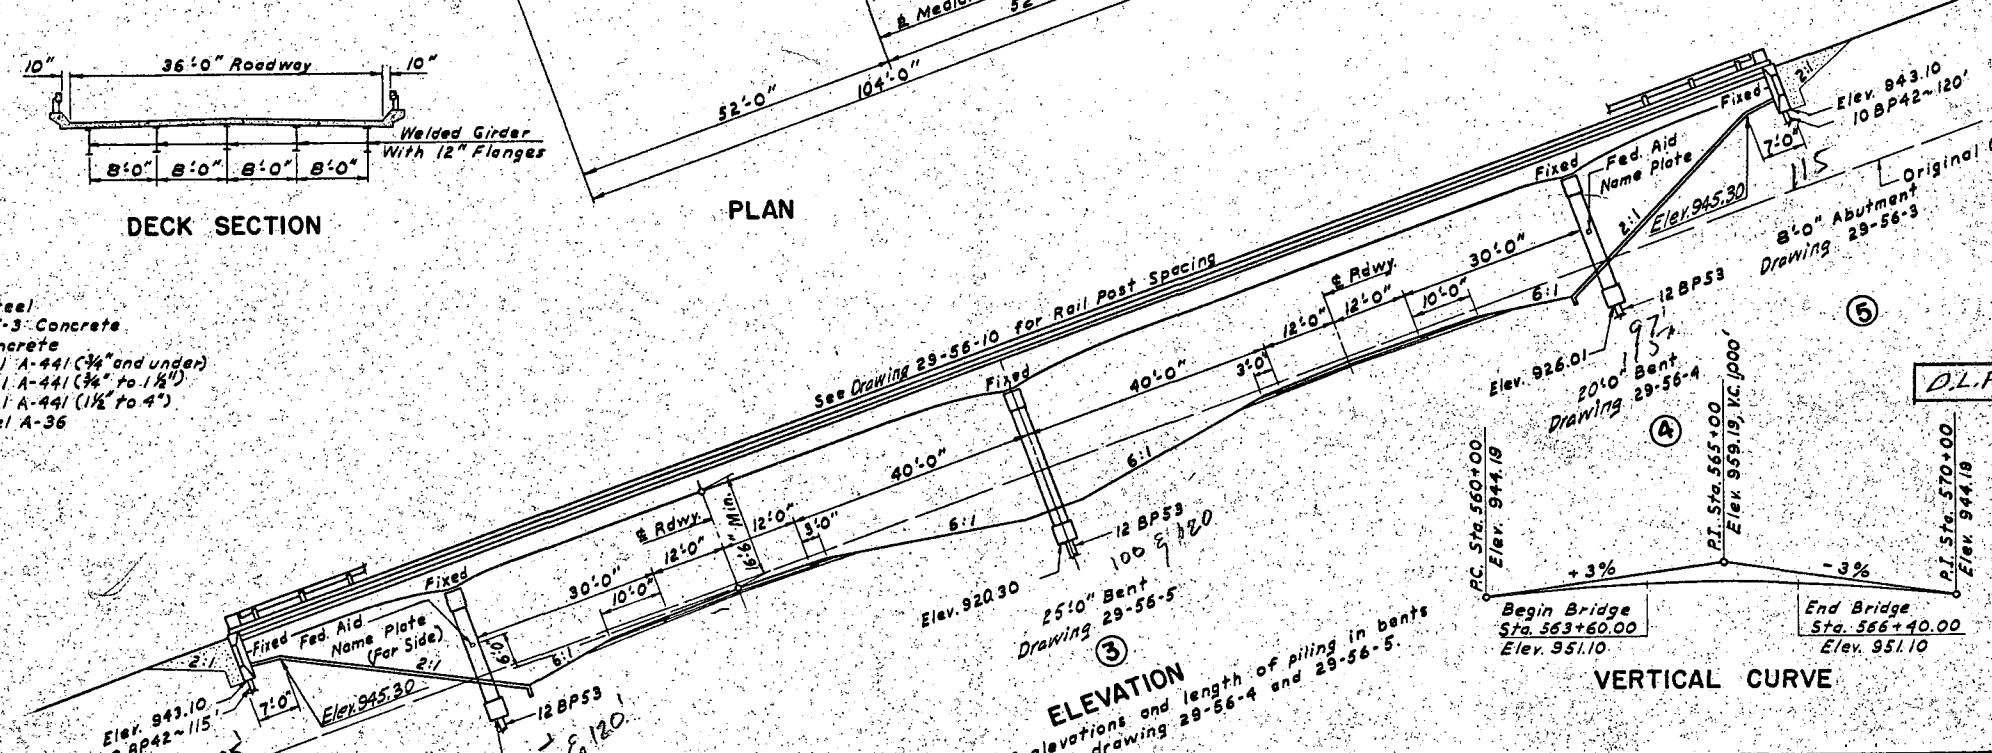 10" 36'-0" Roadway 10"
Welded Girder
With 12" Flanges
8'-0" 8'-0" 8'-0" 8'-0"
DECK SECTION
52'-0"
104'-0"
PLAN
-3 Concrete
A-441 (3/4" and under)
A-441 (3/4" to 1 1/2")
A-441 (1 1/2" to 4")
A-36
See Drawing 29-56-10 for Rail Post Spacing
2:1
Elev. 943.10
10 BP42~120'
Fixed
7'-0"
115
Original
Fixed
Fed. Aid
Name Plate
2:1
Elev. 945.30
8'-0" Abutment
Drawing 29-56-3
5
30'-0"
℄ Rdwy.
12'-0" 12'-0" 10'-0"
6:1
12 BP53
97'
Elev. 926.01
20'-0" Bent
Drawing 29-56-4
4
40'-0"
3'-0"
Fixed
40'-0"
6:1
6:1
12 BP53
100 & 120
Elev. 920.30
25'-0" Bent
Drawing 29-56-5
3
℄ Rdwy.
16'-6" Min.
12'-0" 12'-0"
3'-0"
30'-0"
10'-0"
Fixed
6:1
Fixed
Fed. Aid
Name Plate
(Far Side)
2:1
2:1
Elev. 943.10
BP42~115'
7'-0"
Elev. 945.30
12 BP53
& 120'
ELEVATION
elevations and length of piling in bents
drawing 29-56-4 and 29-56-5.
P.C. Sta. 560+00
Elev. 944.19
P.I. Sta. 565+00
Elev. 959.19, V.C. 1000'
P.T. Sta. 570+00
Elev. 944.19
+3% -3%
Begin Bridge
Sta. 563+60.00
Elev. 951.10
End Bridge
Sta. 566+40.00
Elev. 951.10
VERTICAL CURVE